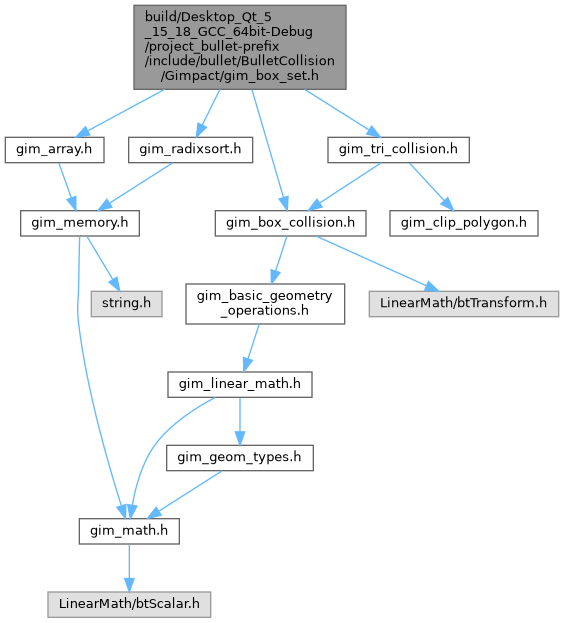 build/Desktop_Qt_5
_15_18_GCC_64bit-Debug
/project_bullet-prefix
/include/bullet/BulletCollision
/Gimpact/gim_box_set.h
gim_array.h
gim_radixsort.h
gim_tri_collision.h
gim_memory.h
gim_box_collision.h
gim_clip_polygon.h
string.h
gim_basic_geometry
_operations.h
LinearMath/btTransform.h
gim_linear_math.h
gim_geom_types.h
gim_math.h
LinearMath/btScalar.h